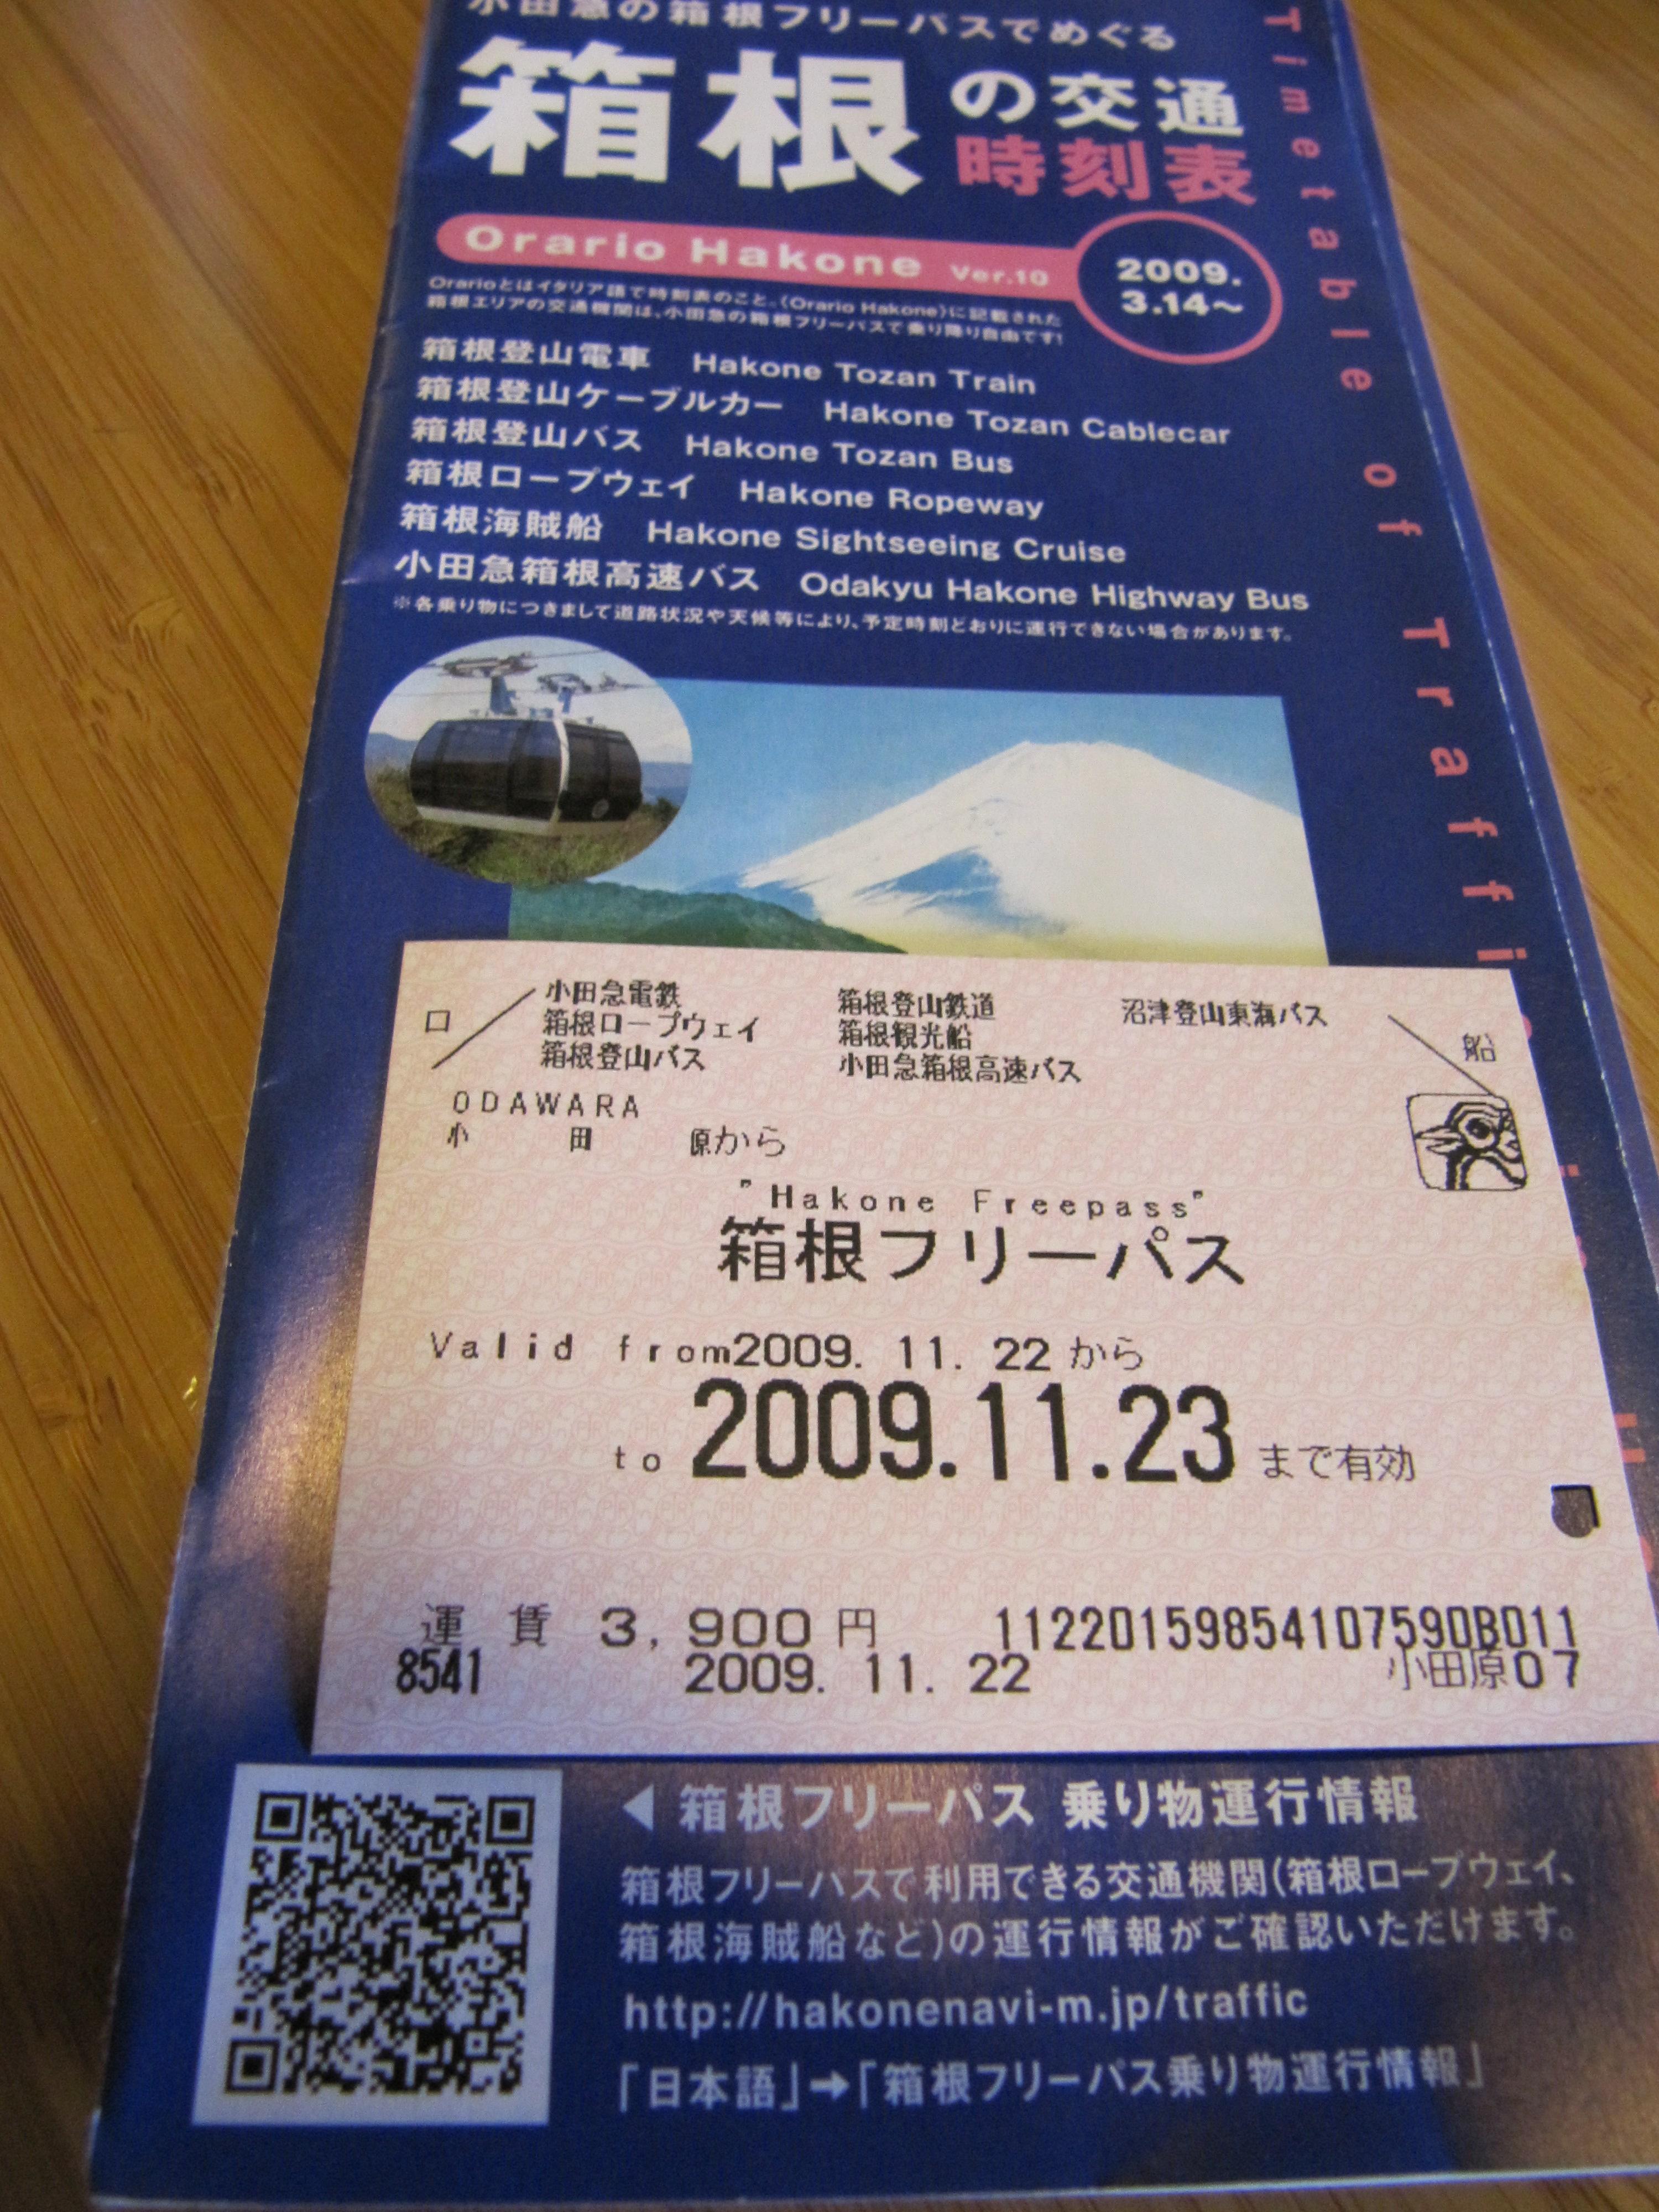 小田急の箱根フリーパスでめぐる
箱根の交通
時刻表
Timetable of Traffic in
Orario Hakone Ver.10
2009.
3.14～
Orarioとはイタリア語で時刻表のこと。〈Orario Hakone〉に記載された
箱根エリアの交通機関は、小田急の箱根フリーパスで乗り降り自由です！
箱根登山電車 Hakone Tozan Train
箱根登山ケーブルカー Hakone Tozan Cablecar
箱根登山バス Hakone Tozan Bus
箱根ロープウェイ Hakone Ropeway
箱根海賊船 Hakone Sightseeing Cruise
小田急箱根高速バス Odakyu Hakone Highway Bus
※各乗り物につきまして道路状況や天候等により、予定時刻どおりに運行できない場合があります。
口 小田急電鉄 箱根登山鉄道 沼津登山東海バス 船
箱根ロープウェイ 箱根観光船
箱根登山バス 小田急箱根高速バス
ODAWARA
小田原から
"Hakone Freepass"
箱根フリーパス
Valid from2009. 11. 22から
to 2009.11.23まで有効
運賃 3,900円 11220159854107590B011
8541 2009. 11. 22 小田原07
◀箱根フリーパス 乗り物運行情報
箱根フリーパスで利用できる交通機関(箱根ロープウェイ、
箱根海賊船など)の運行情報がご確認いただけます。
http://hakonenavi-m.jp/traffic
「日本語」➡「箱根フリーパス乗り物運行情報」